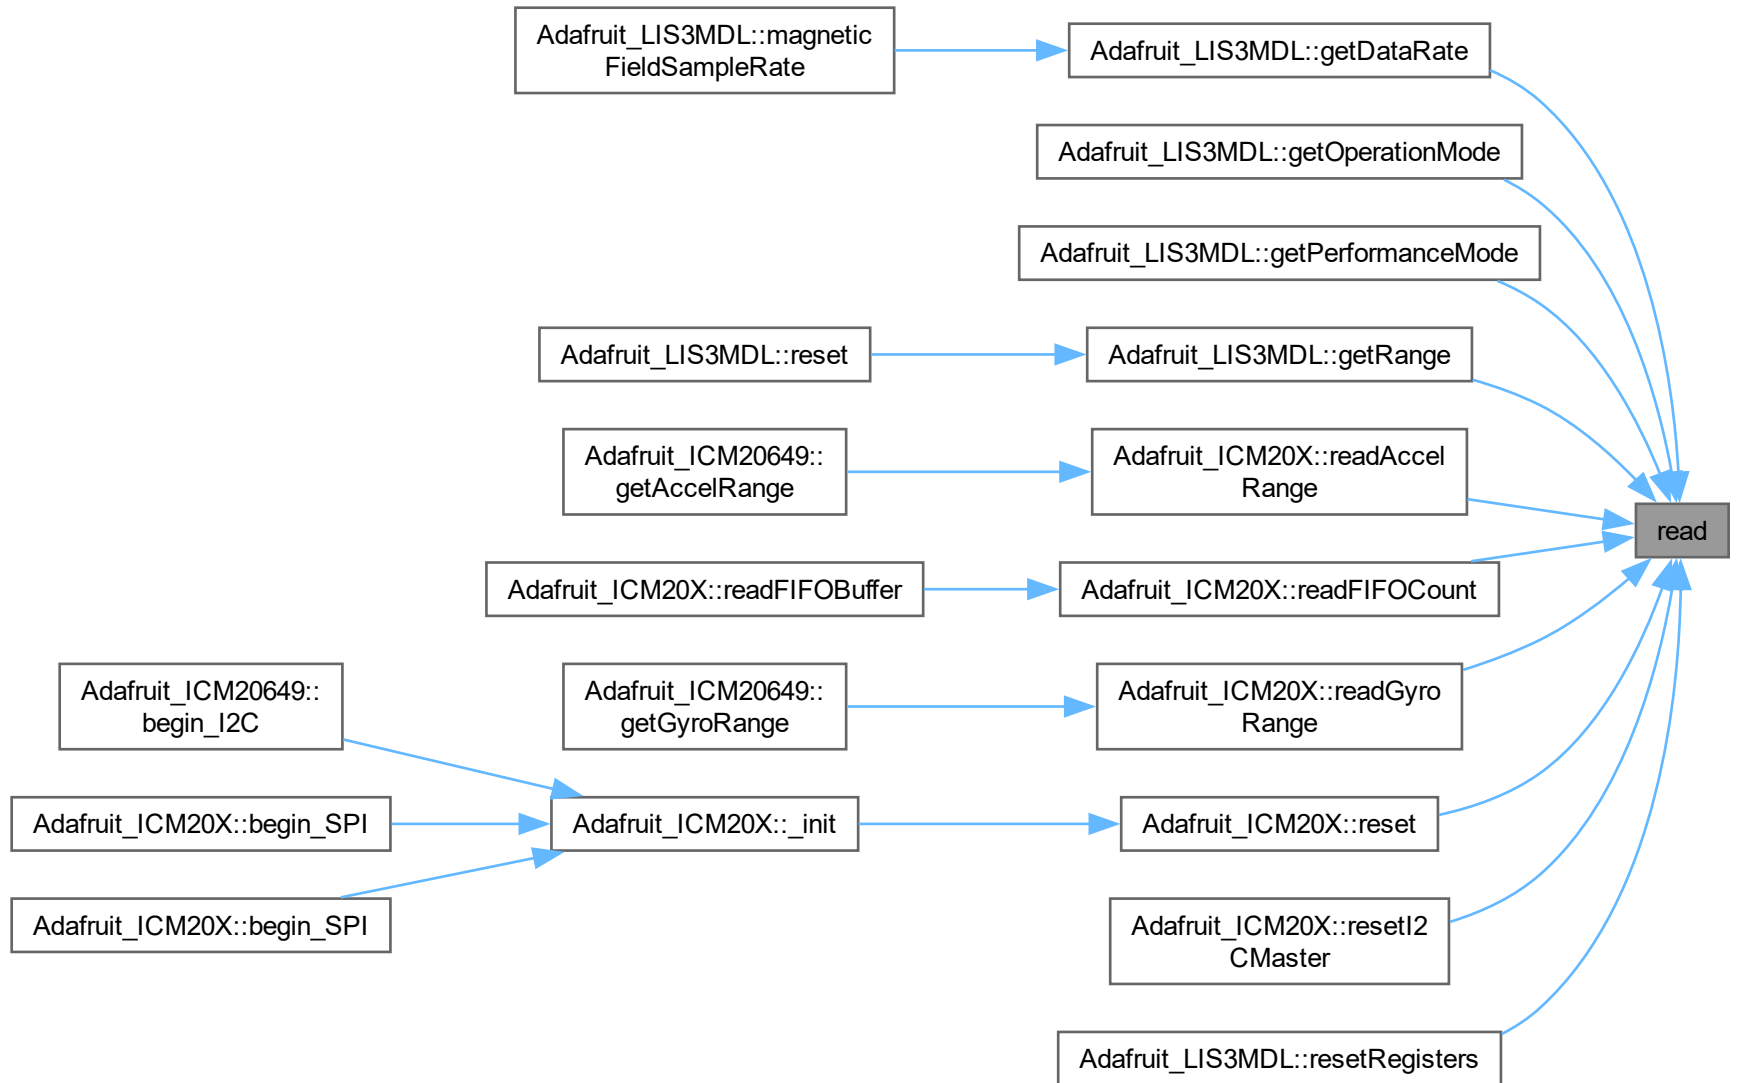 Adafruit_LIS3MDL::magnetic
FieldSampleRate
Adafruit_LIS3MDL::getDataRate
Adafruit_LIS3MDL::getOperationMode
Adafruit_LIS3MDL::getPerformanceMode
Adafruit_LIS3MDL::reset
Adafruit_LIS3MDL::getRange
Adafruit_ICM20649::
getAccelRange
Adafruit_ICM20X::readAccel
Range
read
Adafruit_ICM20X::readFIFOBuffer
Adafruit_ICM20X::readFIFOCount
Adafruit_ICM20649::
begin_I2C
Adafruit_ICM20649::
getGyroRange
Adafruit_ICM20X::readGyro
Range
Adafruit_ICM20X::begin_SPI
Adafruit_ICM20X::_init
Adafruit_ICM20X::reset
Adafruit_ICM20X::begin_SPI
Adafruit_ICM20X::resetI2
CMaster
Adafruit_LIS3MDL::resetRegisters